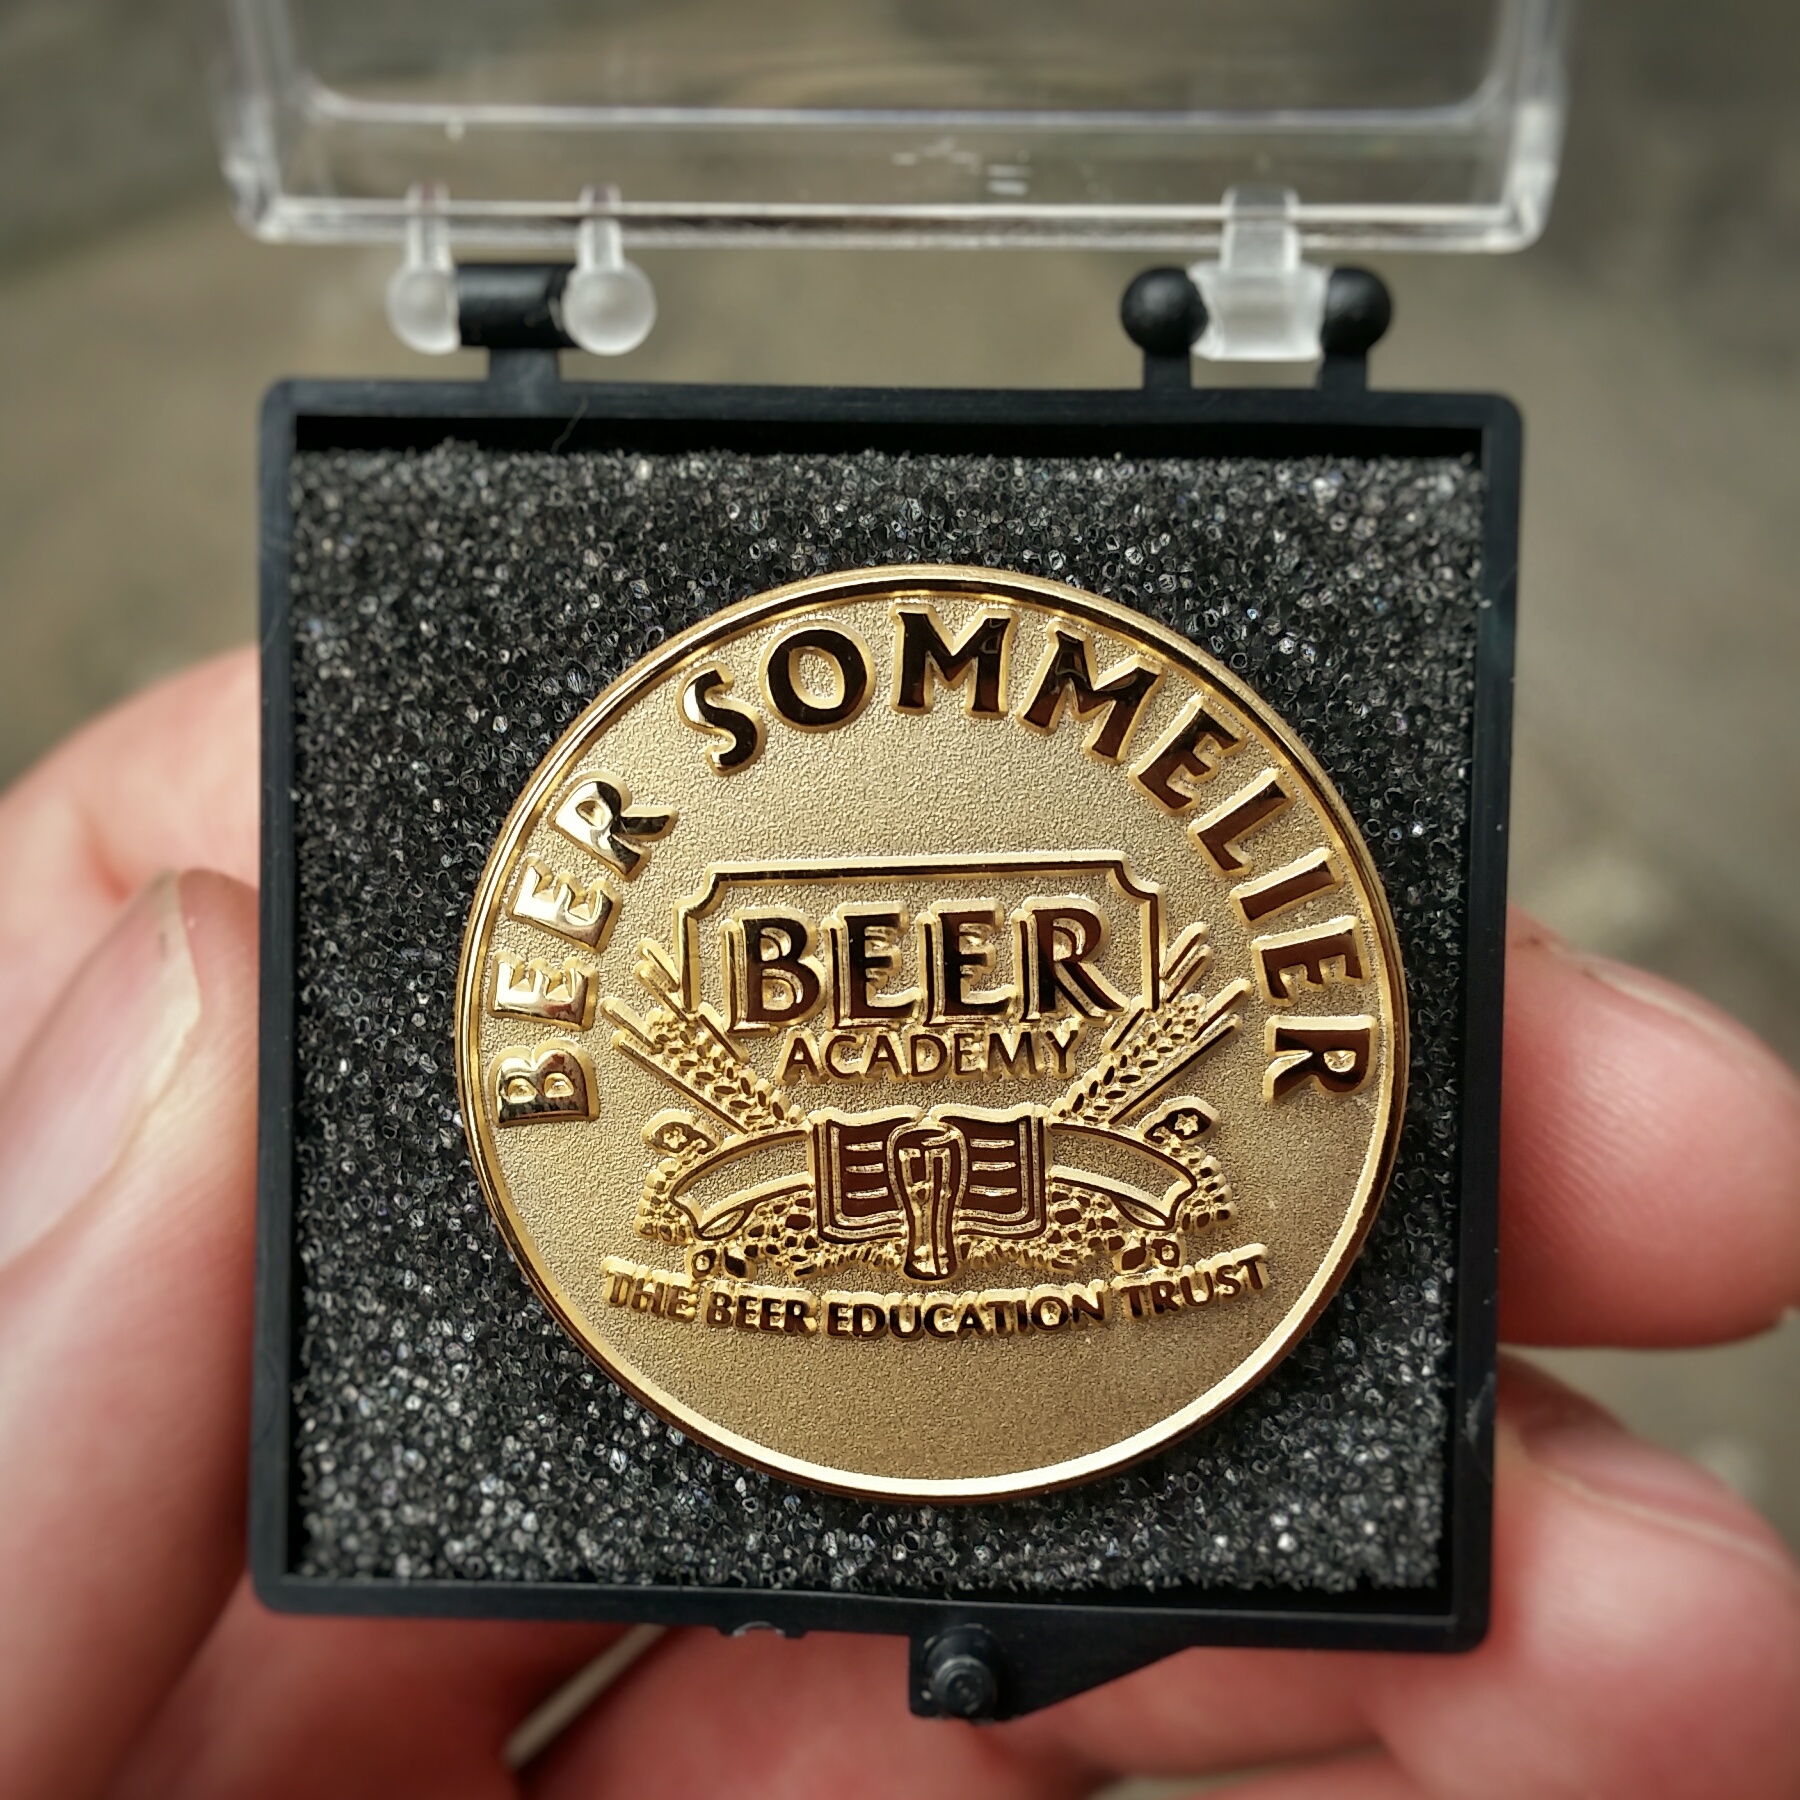 BEER SOMMELIER
BEER
ACADEMY
THE BEER EDUCATION TRUST